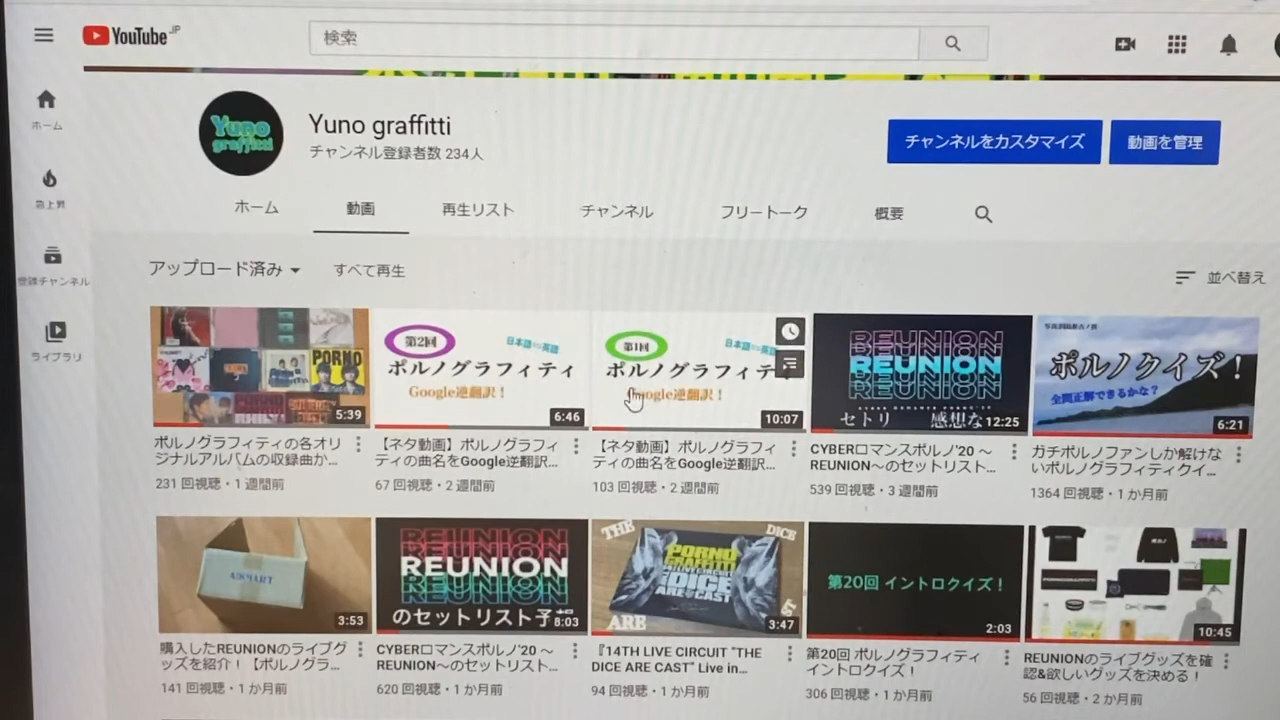 YouTube JP
検索
Yuno graffitti
Yuno graffitti
チャンネル登録者数 234人
チャンネルをカスタマイズ
動画を管理
ホーム
急上昇
登録チャンネル
ライブラリ
ホーム
動画
再生リスト
チャンネル
フリートーク
概要
アップロード済み
すべて再生
並べ替え
PORNO
5:39
第2回
日本語⇔英語
ポルノグラフィティ
Google逆翻訳!
6:46
第1回
日本語⇔英語
ポルノグラフィテ
Google逆翻訳!
10:07
REUNION
REUNION
REUNION
セトリ
感想な
12:25
ポルノクイズ!
全問正解できるかな?
6:21
ポルノグラフィティの各オリ
ジナルアルバムの収録曲か...
231 回視聴・1 週間前
【ネタ動画】ポルノグラフィ
ティの曲名をGoogle逆翻訳...
67 回視聴・2 週間前
【ネタ動画】ポルノグラフィ
ティの曲名をGoogle逆翻訳...
103 回視聴・2 週間前
CYBERロマンスポルノ'20 ～
REUNION～のセットリスト...
539 回視聴・3 週間前
ガチポルノファンしか解けな
いポルノグラフィティクイ...
1364 回視聴・1 か月前
ASMART
3:53
REUNION
REUNION
REUNION
のセットリスト予想
8:03
THE
DICE
PORNO
GRAFFITTI
DICE
ARE CAST
ARE
3:47
第20回 イントロクイズ!
2:03
10:45
購入したREUNIONのライブグ
ッズを紹介!【ポルノグラ...
141 回視聴・1 か月前
CYBERロマンスポルノ'20 ～
REUNION～のセットリスト...
620 回視聴・1 か月前
『14TH LIVE CIRCUIT "THE
DICE ARE CAST" Live in...
94 回視聴・1 か月前
第20回 ポルノグラフィティ
イントロクイズ!
306 回視聴・1 か月前
REUNIONのライブグッズを確
認&欲しいグッズを決める!
56 回視聴・2 か月前